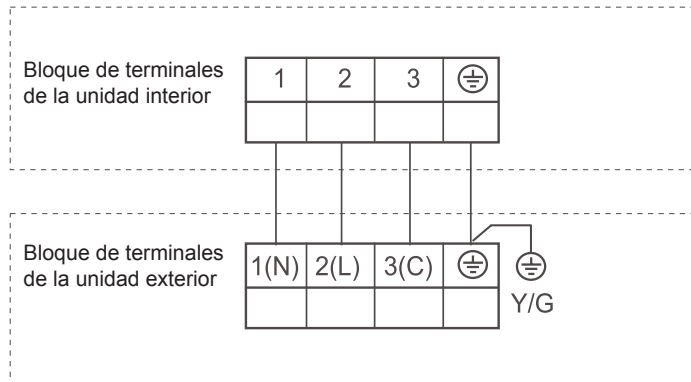 Bloque de terminales
de la unidad interior
1 2 3
Bloque de terminales
de la unidad exterior
1(N) 2(L) 3(C)
Y/G